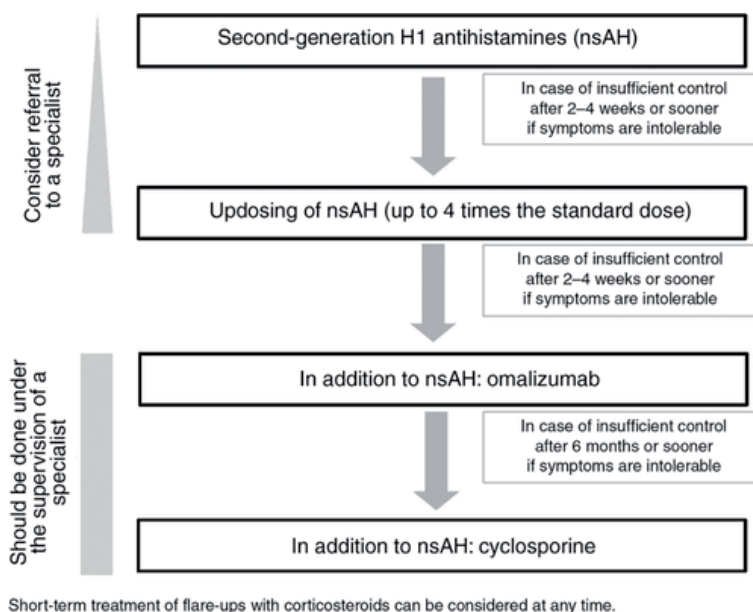 Second-generation H1 antihistamines (nsAH)
In case of insufficient control
after 2–4 weeks or sooner
if symptoms are intolerable
Consider referral
to a specialist
Updosing of nsAH (up to 4 times the standard dose)
In case of insufficient control
after 2–4 weeks or sooner
if symptoms are intolerable
In addition to nsAH: omalizumab
In case of insufficient control
after 6 months or sooner
if symptoms are intolerable
Should be done under
the supervision of a
specialist
In addition to nsAH: cyclosporine
Short-term treatment of flare-ups with corticosteroids can be considered at any time.